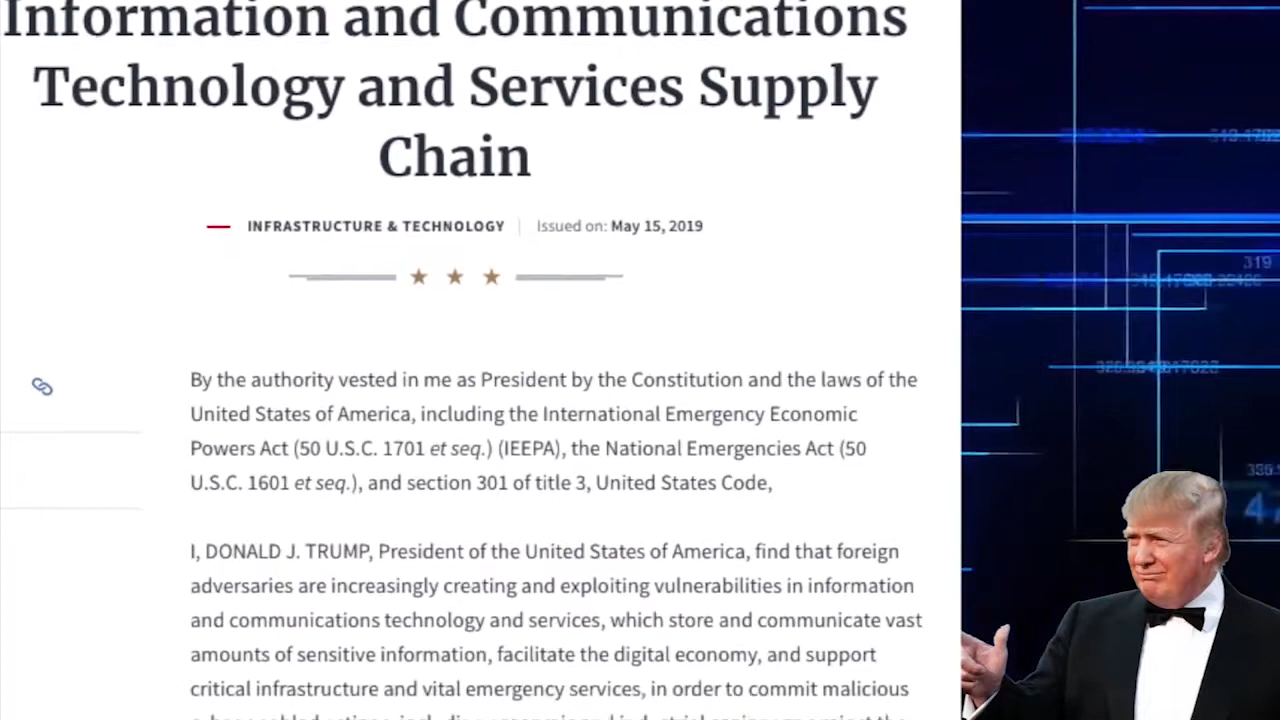 Information and Communications
Technology and Services Supply
Chain
INFRASTRUCTURE & TECHNOLOGY | Issued on: May 15, 2019
By the authority vested in me as President by the Constitution and the laws of the
United States of America, including the International Emergency Economic
Powers Act (50 U.S.C. 1701 et seq.) (IEEPA), the National Emergencies Act (50
U.S.C. 1601 et seq.), and section 301 of title 3, United States Code,
I, DONALD J. TRUMP, President of the United States of America, find that foreign
adversaries are increasingly creating and exploiting vulnerabilities in information
and communications technology and services, which store and communicate vast
amounts of sensitive information, facilitate the digital economy, and support
critical infrastructure and vital emergency services, in order to commit malicious
319